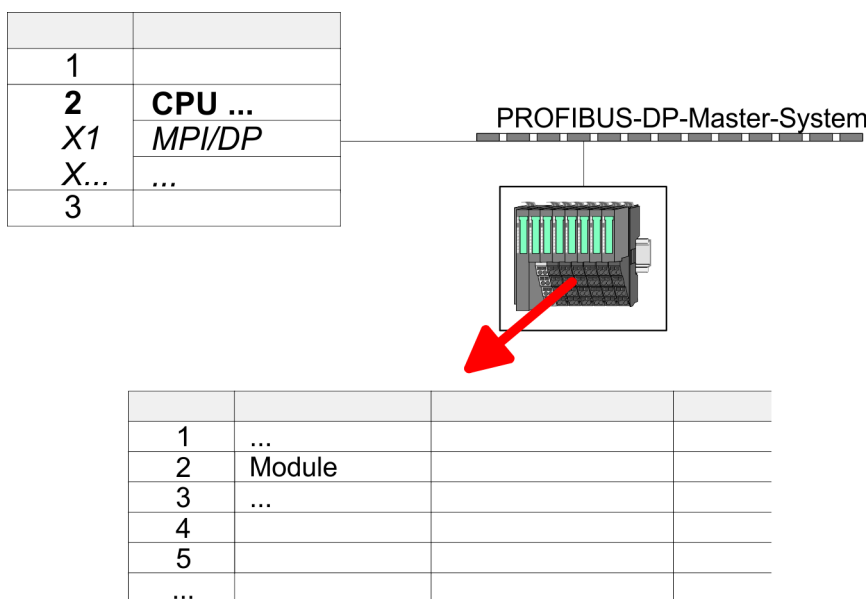 1
2 CPU ...
X1 MPI/DP
X... ...
3
PROFIBUS-DP-Master-System
1 ...
2 Module
3 ...
4
5
...